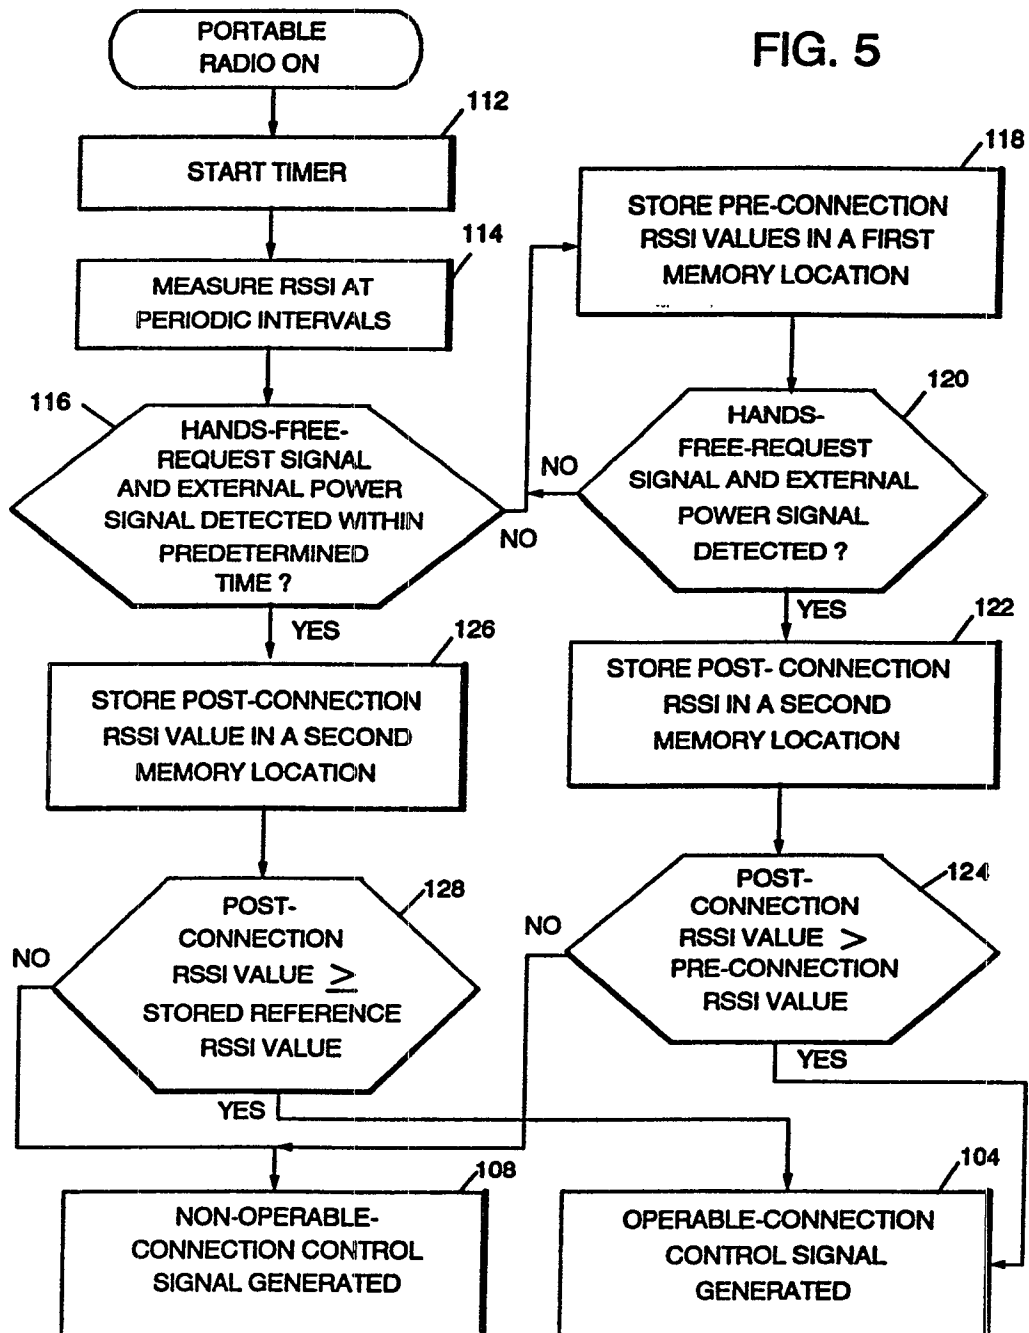 PORTABLE
RADIO ON
FIG. 5
112
START TIMER
114
MEASURE RSSI AT
PERIODIC INTERVALS
116
HANDS-FREE-
REQUEST SIGNAL
AND EXTERNAL POWER
SIGNAL DETECTED WITHIN
PREDETERMINED
TIME ?
NO
YES
118
STORE PRE-CONNECTION
RSSI VALUES IN A FIRST
MEMORY LOCATION
120
HANDS-
FREE-REQUEST
SIGNAL AND EXTERNAL
POWER SIGNAL
DETECTED ?
NO
YES
126
STORE POST-CONNECTION
RSSI VALUE IN A SECOND
MEMORY LOCATION
122
STORE POST- CONNECTION
RSSI IN A SECOND
MEMORY LOCATION
128
POST-
CONNECTION
RSSI VALUE ≥
STORED REFERENCE
RSSI VALUE
NO
YES
124
POST-
CONNECTION
RSSI VALUE >
PRE-CONNECTION
RSSI VALUE
NO
YES
108
NON-OPERABLE-
CONNECTION CONTROL
SIGNAL GENERATED
104
OPERABLE-CONNECTION
CONTROL SIGNAL
GENERATED